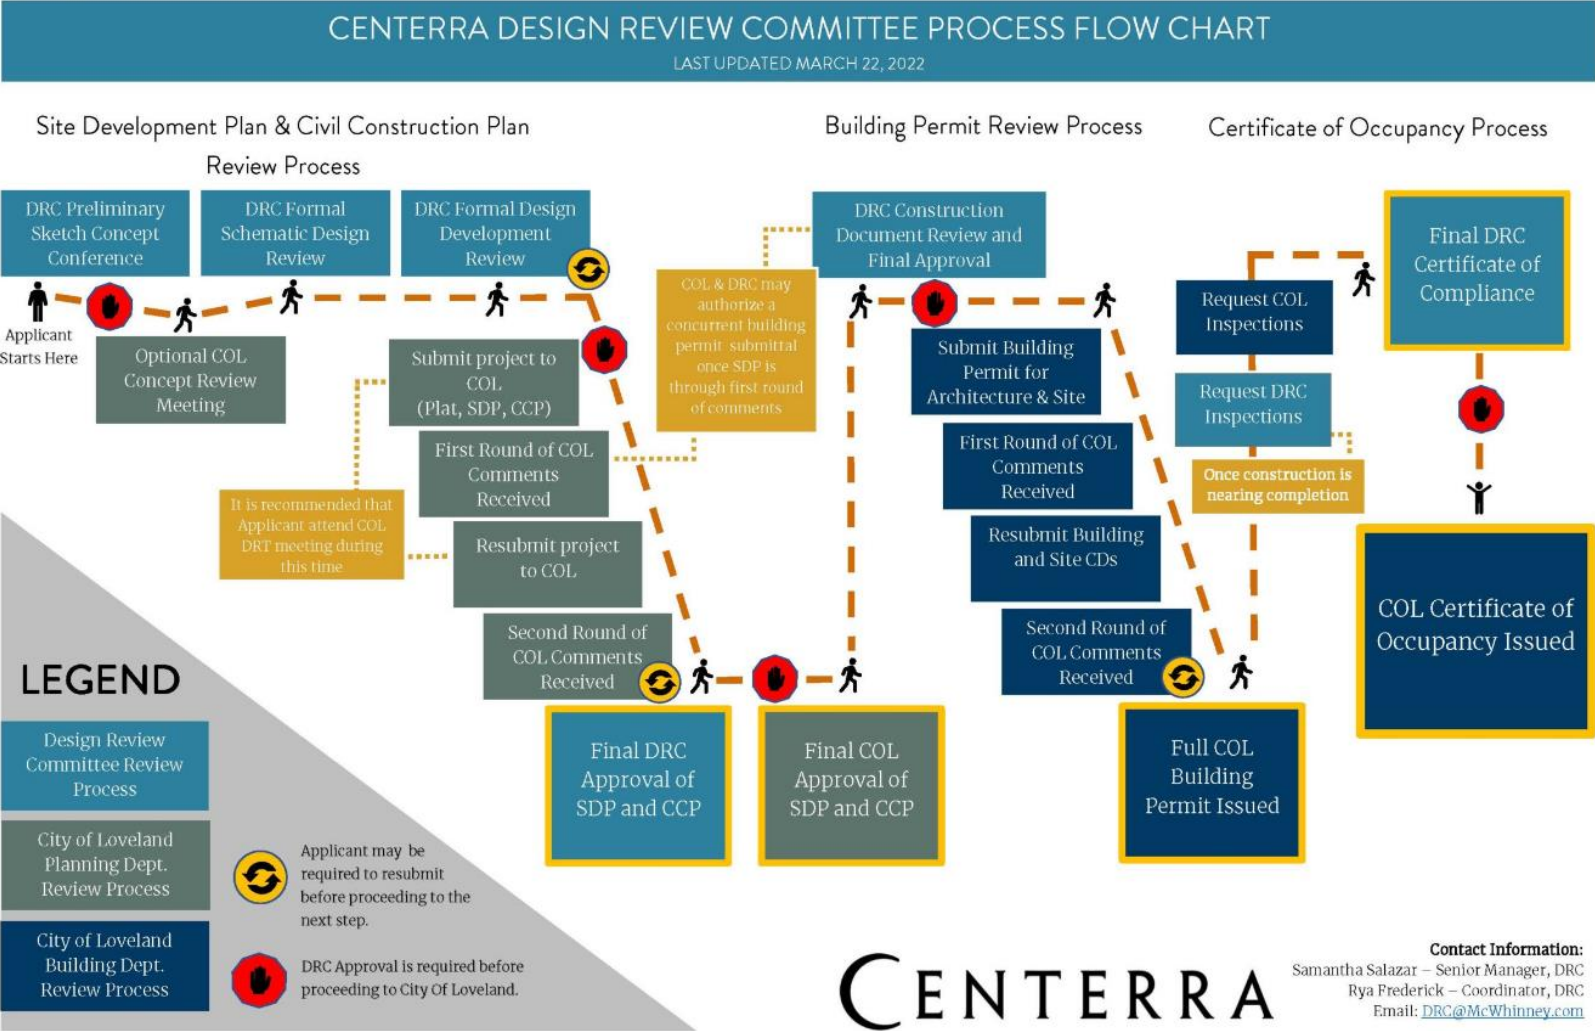 CENTERRA DESIGN REVIEW COMMITTEE PROCESS FLOW CHART
LAST UPDATED MARCH 22, 2022
Site Development Plan & Civil Construction Plan
Review Process
Building Permit Review Process
Certificate of Occupancy Process
DRC Preliminary
Sketch Concept
Conference
DRC Formal
Schematic Design
Review
DRC Formal Design
Development
Review
Applicant
Starts Here
Optional COL
Concept Review
Meeting
Submit project to
COL
(Plat, SDP, CCP)
First Round of COL
Comments
Received
It is recommended that
Applicant attend COL
DRT meeting during
this time
Resubmit project
to COL
Second Round of
COL Comments
Received
Final DRC
Approval of
SDP and CCP
Final COL
Approval of
SDP and CCP
COL & DRC may
authorize a
concurrent building
permit submittal
once SDP is
through first round
of comments
DRC Construction
Document Review and
Final Approval
Submit Building
Permit for
Architecture & Site
First Round of COL
Comments
Received
Resubmit Building
and Site CDs
Second Round of
COL Comments
Received
Full COL
Building
Permit Issued
Request COL
Inspections
Request DRC
Inspections
Once construction is
nearing completion
Final DRC
Certificate of
Compliance
COL Certificate of
Occupancy Issued
LEGEND
Design Review
Committee Review
Process
City of Loveland
Planning Dept.
Review Process
City of Loveland
Building Dept.
Review Process
Applicant may be
required to resubmit
before proceeding to the
next step.
DRC Approval is required before
proceeding to City Of Loveland.
CENTERRA
Contact Information:
Samantha Salazar – Senior Manager, DRC
Rya Frederick – Coordinator, DRC
Email: DRC@McWhinney.com